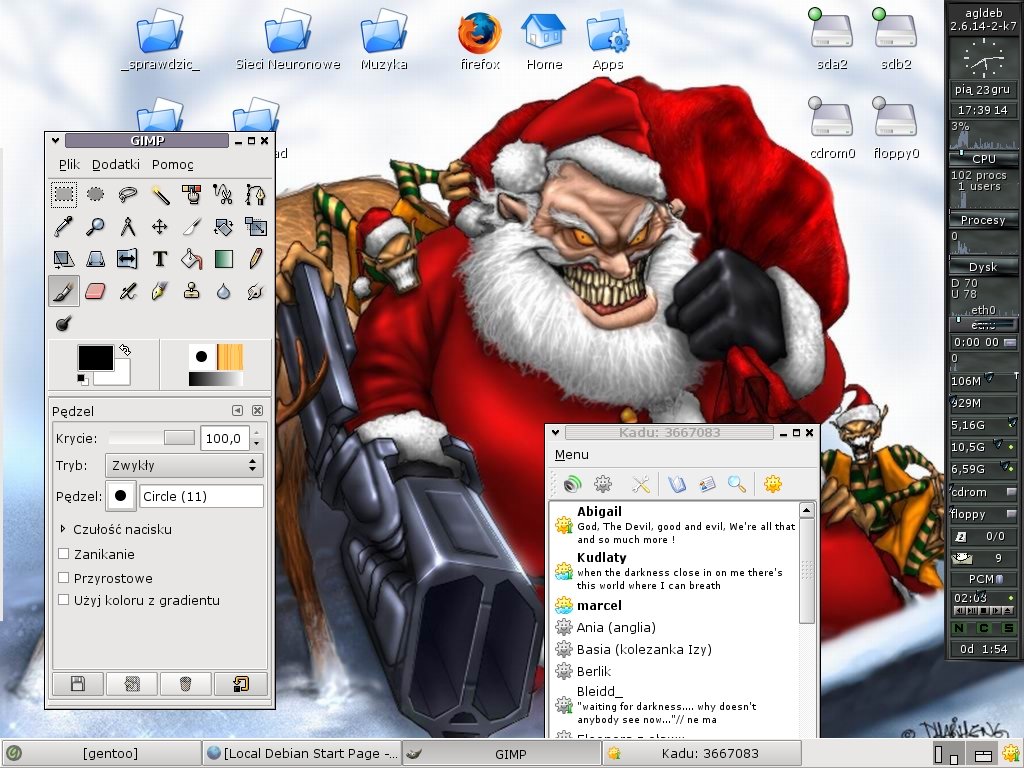 _sprawdzic_
Sieci Neuronowe
Muzyka
firefox
Home
Apps
sda2
sdb2
cdrom0
floppy0
ad
GIMP
Plik Dodatki Pomoc
Pędzel
Krycie: 100,0
Tryb: Zwykły
Pędzel: Circle (11)
Czułość nacisku
Zanikanie
Przyrostowe
Użyj koloru z gradientu
Kadu: 3667083
Menu
Abigail
God, The Devil, good and evil, We're all that
and so much more !
Kudlaty
when the darkness close in on me there's
this world where I can breath
marcel
Ania (anglia)
Basia (kolezanka Izy)
Berlik
Bleidd_
"waiting for darkness.... why doesn't
anybody see now..."// ne ma
agldeb
2.6.14-2-k7
pią 23 gru
17:39 14
3%
CPU
102 procs
1 users
Procesy
0
Dysk
D 70
U 78
eth0
0:00 00
0
106M
929M
5,16G
10,5G
6,59G
cdrom
floppy
0/0
9
PCM
02:03
N C S
0d 1:54
[gentoo]
[Local Debian Start Page -...
GIMP
Kadu: 3667083